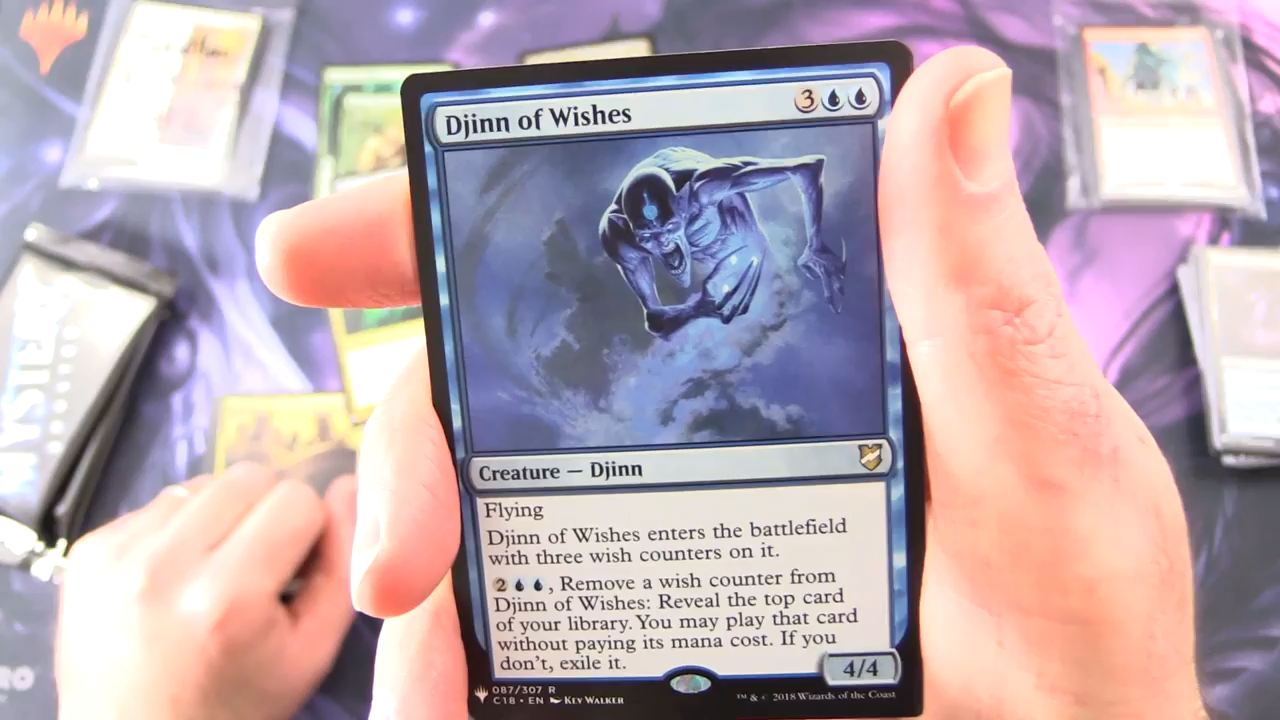 Djinn of Wishes
3
Creature — Djinn
Flying
Djinn of Wishes enters the battlefield
with three wish counters on it.
2 , Remove a wish counter from
Djinn of Wishes: Reveal the top card
of your library. You may play that card
without paying its mana cost. If you
don't, exile it.
4/4
087/307 R
C18 • EN Kev Walker
™ & © 2018 Wizards of the Coast